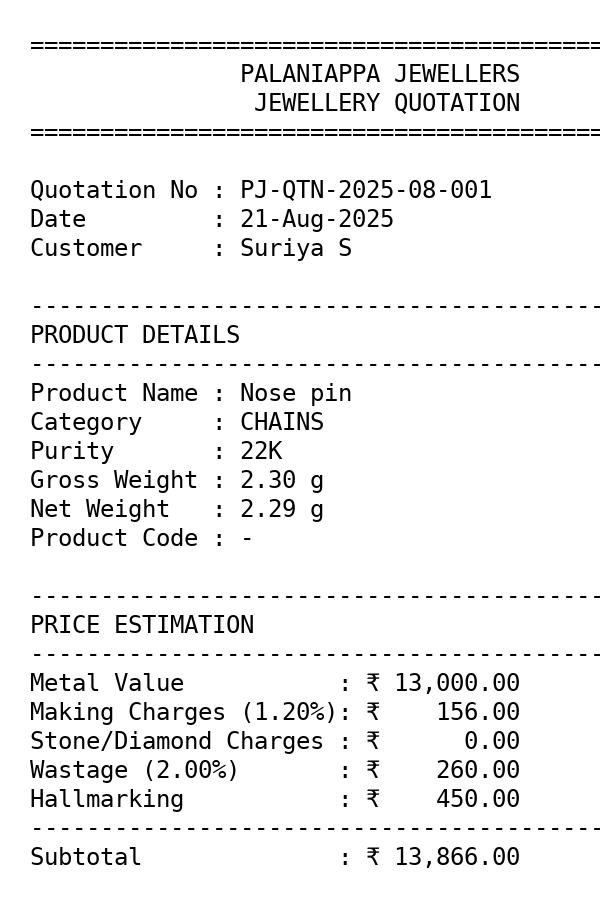 =========================================
PALANIAPPA JEWELLERS
JEWELLERY QUOTATION
=========================================
Quotation No : PJ-QTN-2025-08-001
Date         : 21-Aug-2025
Customer     : Suriya S
-----------------------------------------
PRODUCT DETAILS
-----------------------------------------
Product Name : Nose pin
Category     : CHAINS
Purity       : 22K
Gross Weight : 2.30 g
Net Weight   : 2.29 g
Product Code : -
-----------------------------------------
PRICE ESTIMATION
-----------------------------------------
Metal Value           : ₹ 13,000.00
Making Charges (1.20%): ₹    156.00
Stone/Diamond Charges : ₹      0.00
Wastage (2.00%)       : ₹    260.00
Hallmarking           : ₹    450.00
-----------------------------------------
Subtotal              : ₹ 13,866.00